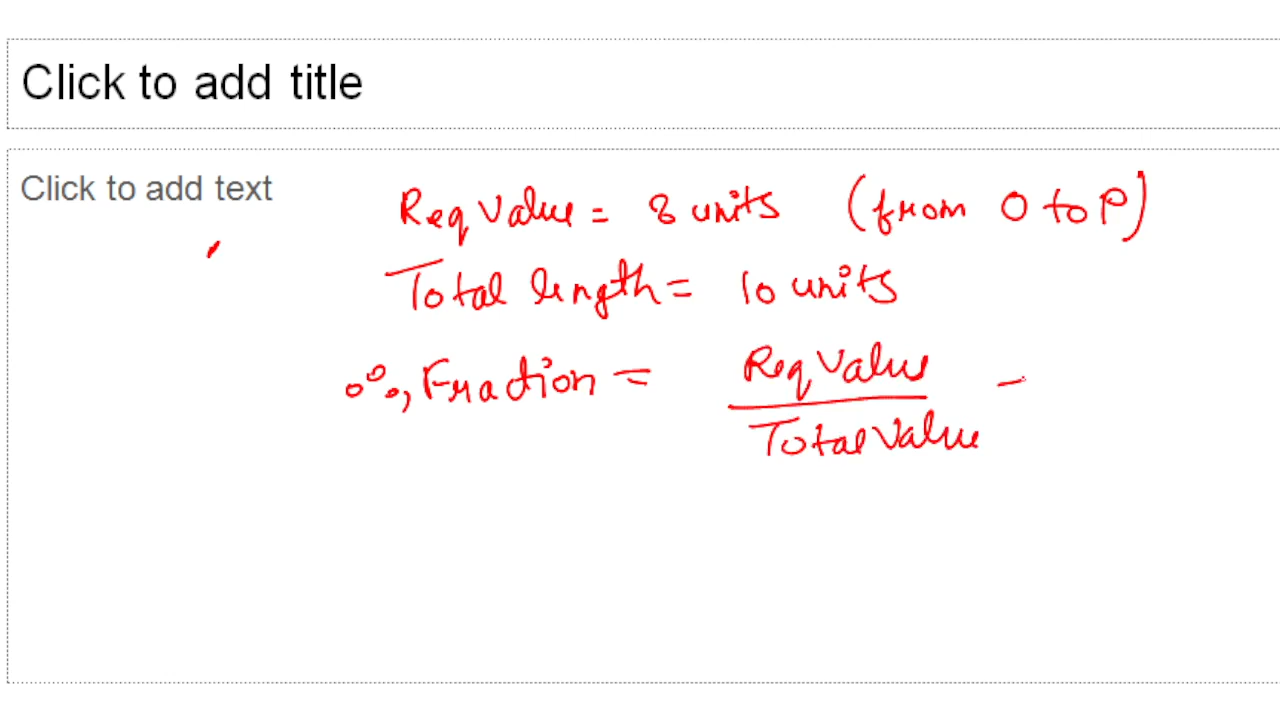 Click to add title
Click to add text
Req Value = 8 units (from O to P)
Total length = 10 units
∴, Fraction = Req Value / Total Value =